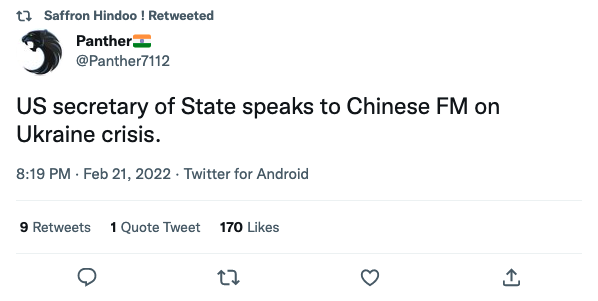 Saffron Hindoo ! Retweeted
Panther🇮🇳
@Panther7112
US secretary of State speaks to Chinese FM on
Ukraine crisis.
8:19 PM · Feb 21, 2022 · Twitter for Android
9 Retweets 1 Quote Tweet 170 Likes